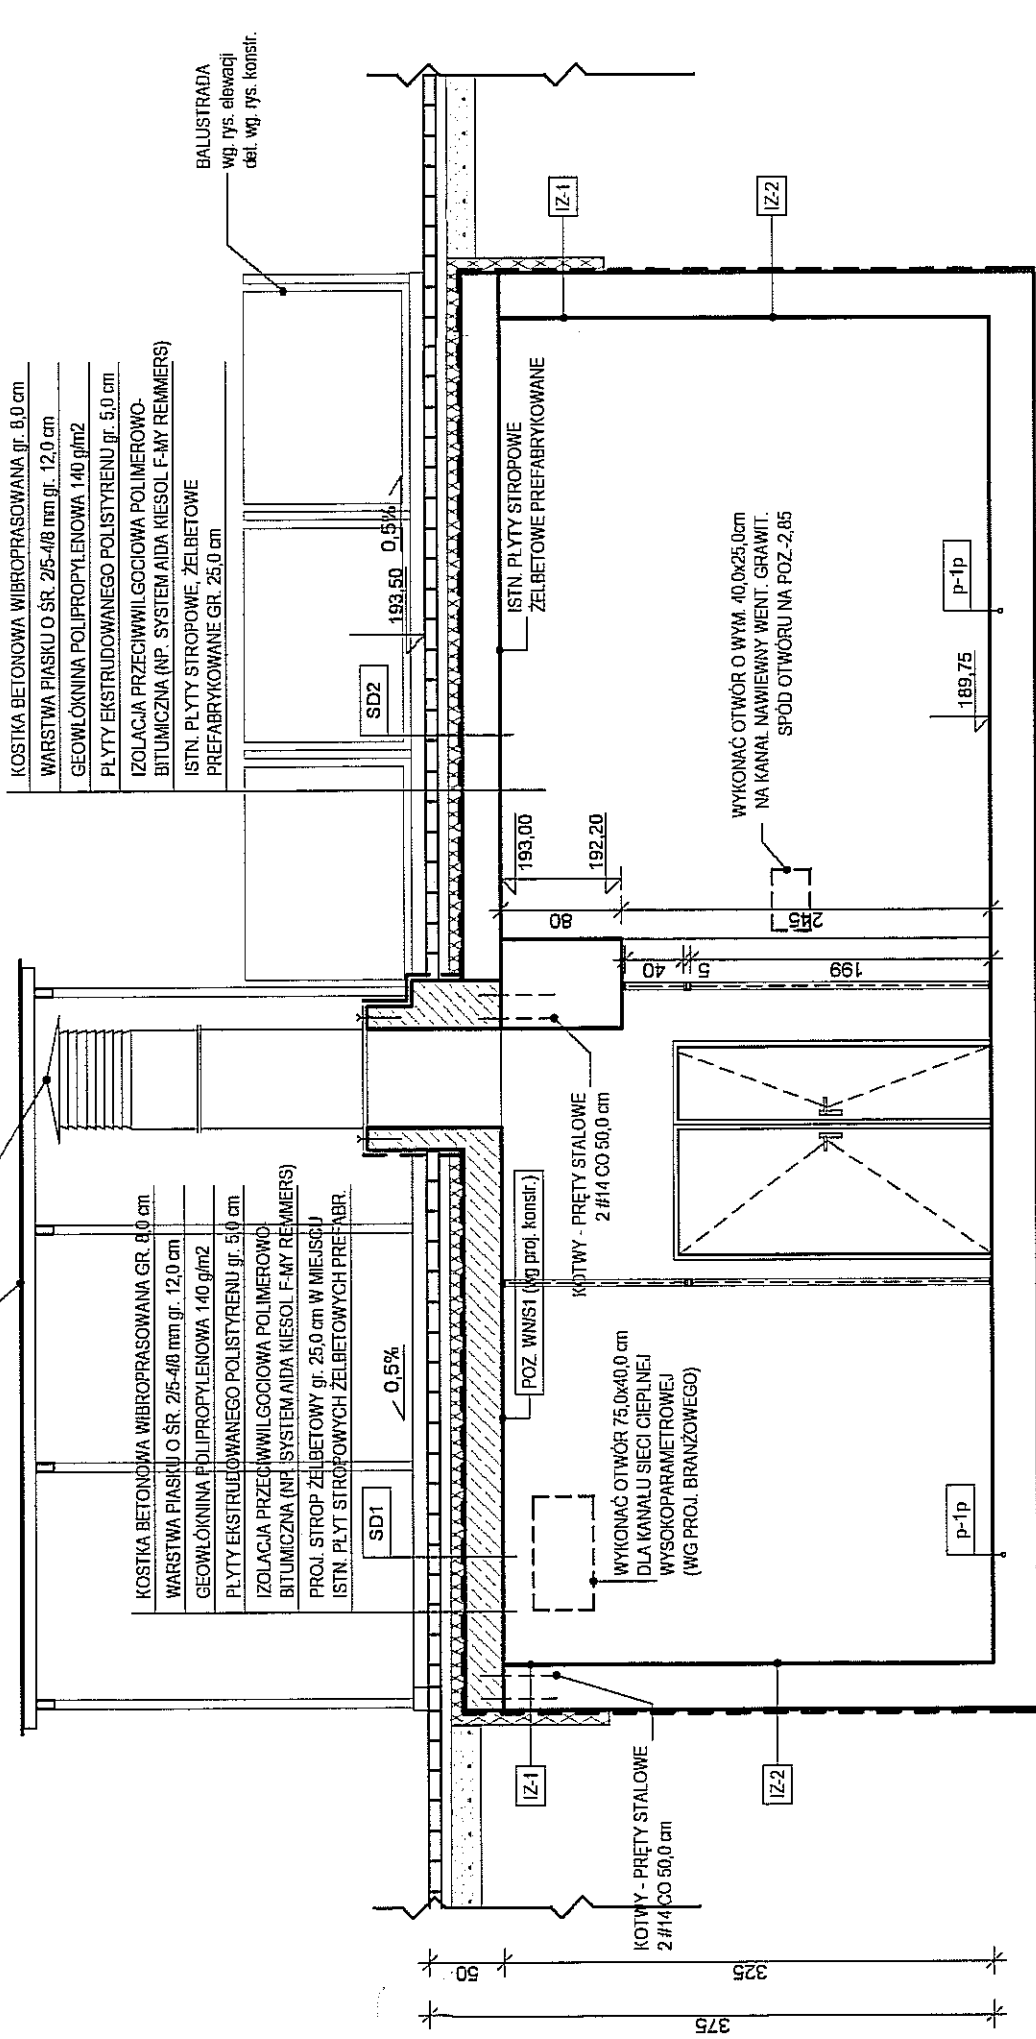 KOSTKA BETONOWA WIBROPRASOWANA GR. 8,0 cm
WARSTWA PIASKU O ŚR. 2/5-4/8 mm gr. 12,0 cm
GEOWŁÓKNINA POLIPROPYLENOWA 140 g/m2
PŁYTY EKSTRUDOWANEGO POLISTYRENU gr. 5,0 cm
IZOLACJA PRZECIWWILGOCIOWA POLIMEROWO-
BITUMICZNA (NP. SYSTEM AIDA KIESOL F-MY REMMERS)
PROJ. STROP ŻELBETOWY gr. 25,0 cm W MIEJSCU
ISTN. PŁYT STROPOWYCH ŻELBETOWYCH PREFABR.
KOSTKA BETONOWA WIBROPRASOWANA gr. 8,0 cm
WARSTWA PIASKU O ŚR. 2/5-4/8 mm gr. 12,0 cm
GEOWŁÓKNINA POLIPROPYLENOWA 140 g/m2
PŁYTY EKSTRUDOWANEGO POLISTYRENU gr. 5,0 cm
IZOLACJA PRZECIWWILGOCIOWA POLIMEROWO-
BITUMICZNA (NP. SYSTEM AIDA KIESOL F-MY REMMERS)
ISTN. PŁYTY STROPOWE, ŻELBETOWE
PREFABRYKOWANE GR. 25,0 cm
BALUSTRADA
wg. rys. elewacji
det. wg. rys. konstr.
SD1
0,5%
SD2
193,50
0,5%
POZ. WN/S1 (wg proj. konstr.)
ISTN. PŁYTY STROPOWE
ŻELBETOWE PREFABRYKOWANE
IZ-1
IZ-1
193,00
192,20
80
WYKONAĆ OTWÓR 75,0x40,0 cm
DLA KANAŁU SIECI CIEPLNEJ
WYSOKOPARAMETROWEJ
(WG PROJ. BRANŻOWEGO)
KOTWY - PRĘTY STALOWE
2 #14 CO 50,0 cm
KOTWY - PRĘTY STALOWE
2 #14 CO 50,0 cm
IZ-2
IZ-2
40
5
199
245
WYKONAĆ OTWÓR O WYM. 40,0x25,0cm
NA KANAŁ NAWIEWNY WENT. GRAWIT.
SPÓD OTWORU NA POZ.-2,85
189,75
p-1p
p-1p
50
325
375